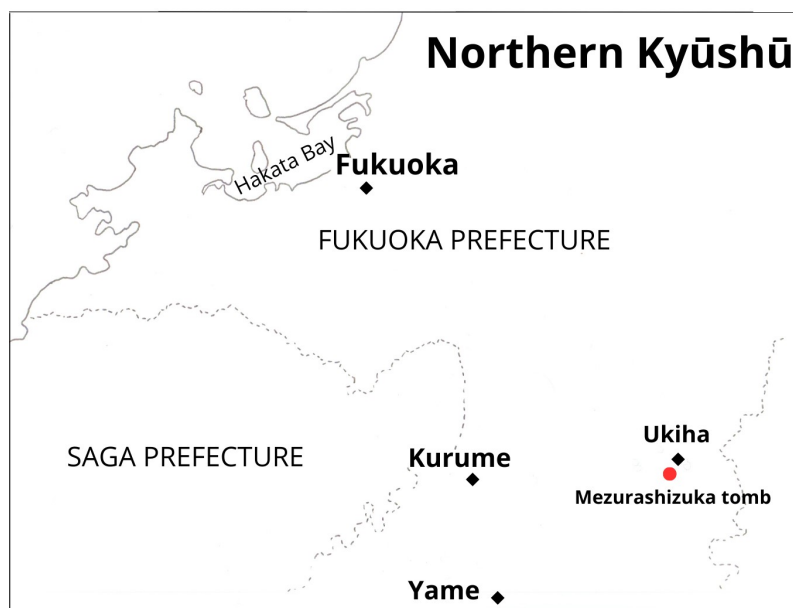 Northern Kyūshū
Hakata Bay
Fukuoka
FUKUOKA PREFECTURE
SAGA PREFECTURE
Kurume
Ukiha
Mezurashizuka tomb
Yame